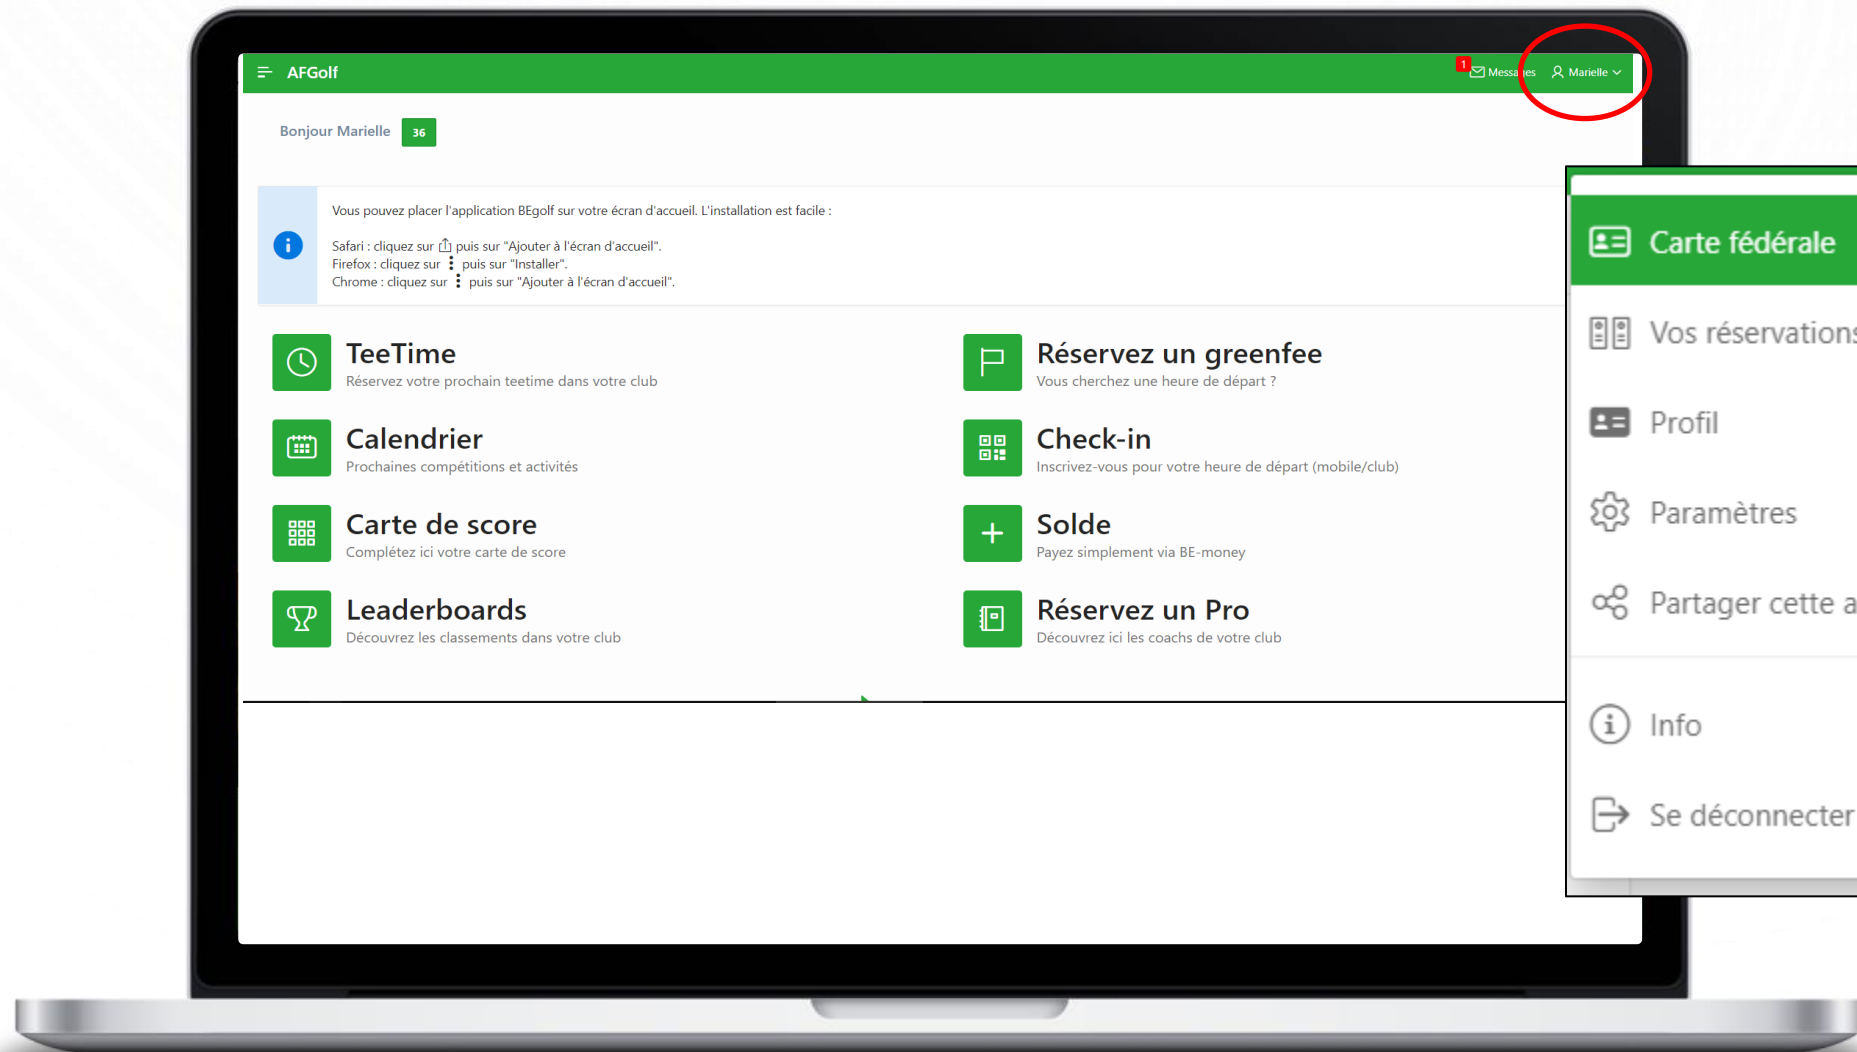 AFGolf
1 Messages Marielle
Bonjour Marielle 36
Vous pouvez placer l'application BEgolf sur votre écran d'accueil. L'installation est facile :
Safari : cliquez sur puis sur "Ajouter à l'écran d'accueil".
Firefox : cliquez sur puis sur "Installer".
Chrome : cliquez sur puis sur "Ajouter à l'écran d'accueil".
TeeTime
Réservez votre prochain teetime dans votre club
Calendrier
Prochaines compétitions et activités
Carte de score
Complétez ici votre carte de score
Leaderboards
Découvrez les classements dans votre club
Réservez un greenfee
Vous cherchez une heure de départ ?
Check-in
Inscrivez-vous pour votre heure de départ (mobile/club)
Solde
Payez simplement via BE-money
Réservez un Pro
Découvrez ici les coachs de votre club
Carte fédérale
Vos réservations
Profil
Paramètres
Partager cette a
Info
Se déconnecter